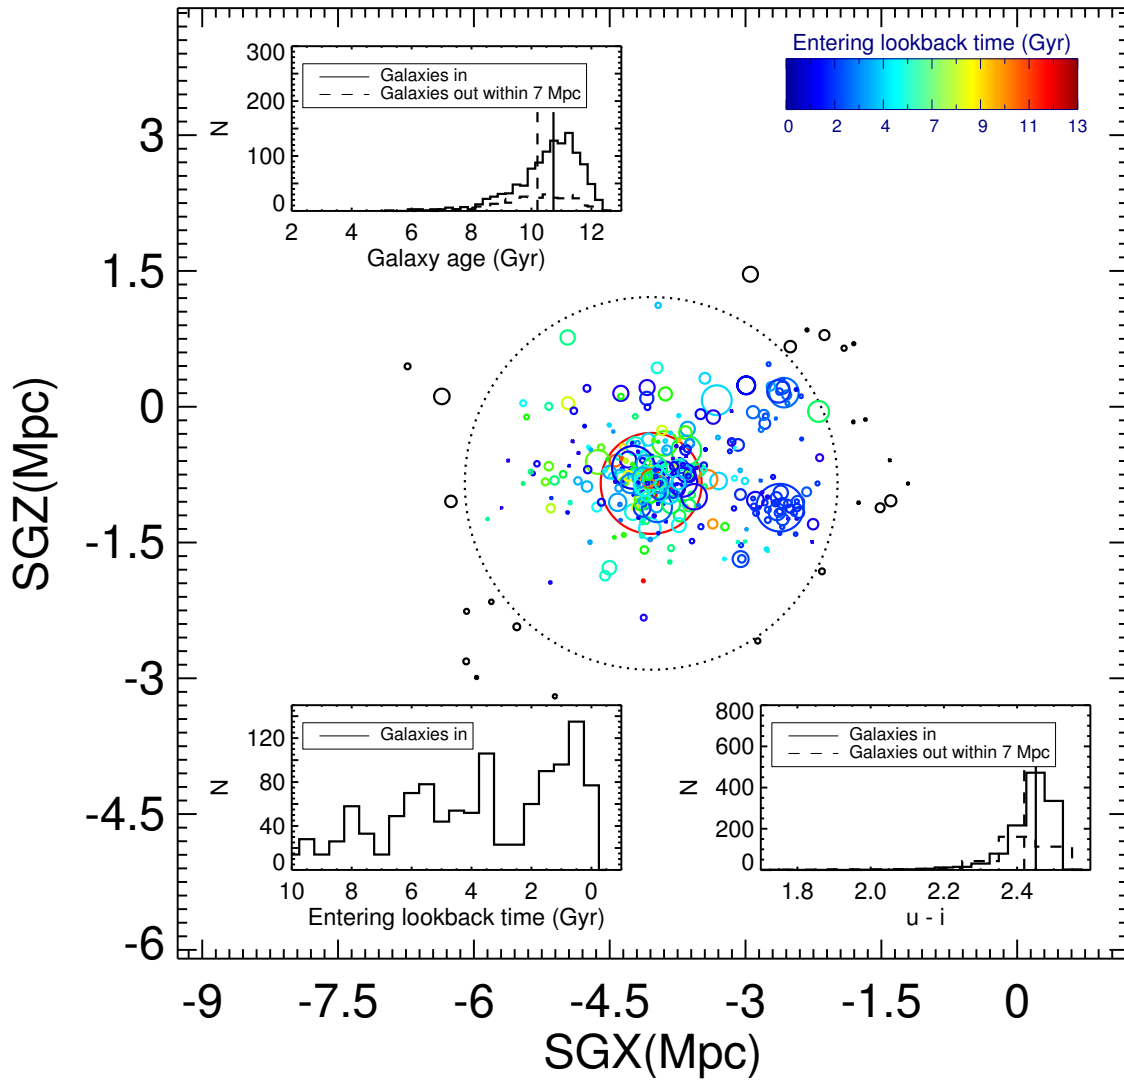 Entering lookback time (Gyr)
0 2 4 7 9 11 13
300
200
100
0
N
Galaxies in
Galaxies out within 7 Mpc
2 4 6 8 10 12
Galaxy age (Gyr)
3
1.5
0
-1.5
-3
-4.5
-6
SGZ(Mpc)
120
80
40
0
N
Galaxies in
10 8 6 4 2 0
Entering lookback time (Gyr)
800
600
400
200
0
N
Galaxies in
Galaxies out within 7 Mpc
1.8 2.0 2.2 2.4
u - i
-9 -7.5 -6 -4.5 -3 -1.5 0
SGX(Mpc)